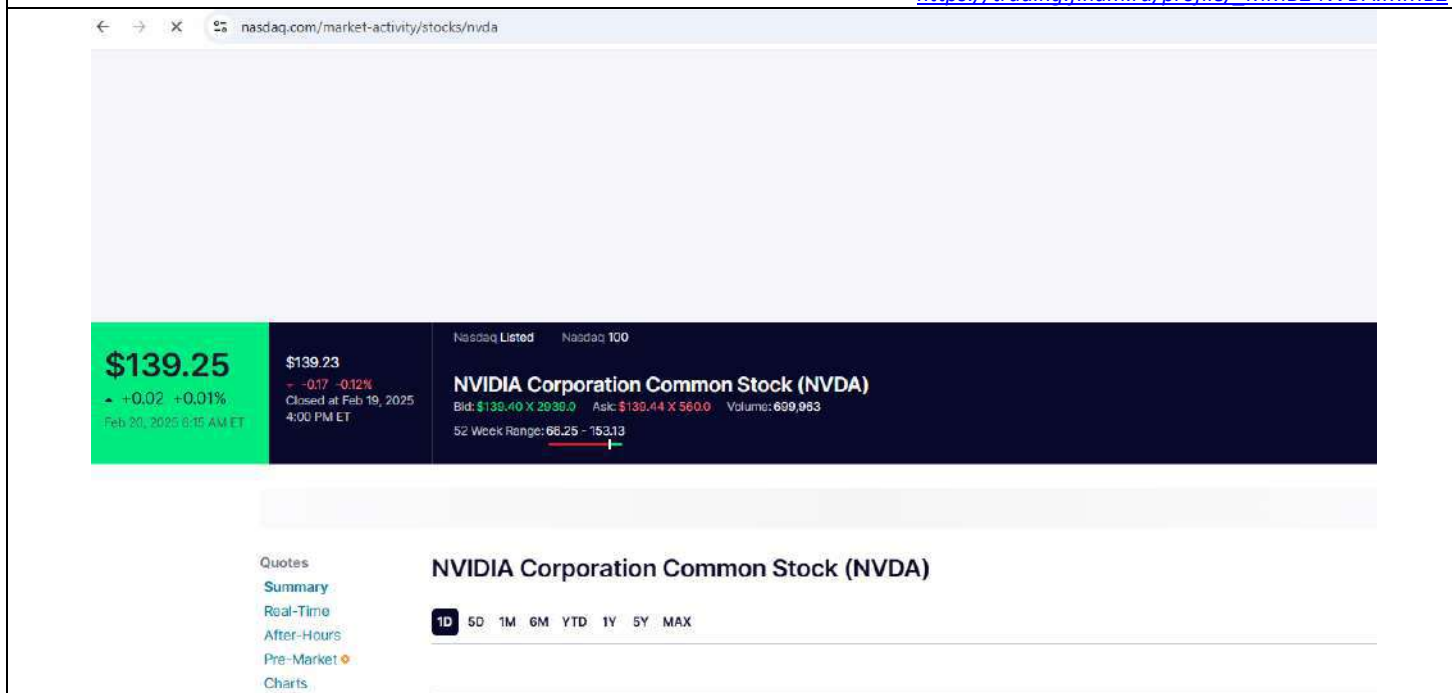 nasdaq.com/market-activity/stocks/nvda
$139.25
+0.02 +0.01%
Feb 20, 2025 6:15 AM ET
$139.23
-0.17 -0.12%
Closed at Feb 19, 2025
4:00 PM ET
Nasdaq Listed Nasdaq 100
NVIDIA Corporation Common Stock (NVDA)
Bid: $139.40 X 2939.0 Ask: $139.44 X 560.0 Volume: 699,963
52 Week Range: 66.25 - 153.13
Quotes
Summary
Real-Time
After-Hours
Pre-Market
Charts
NVIDIA Corporation Common Stock (NVDA)
1D 5D 1M 6M YTD 1Y 5Y MAX